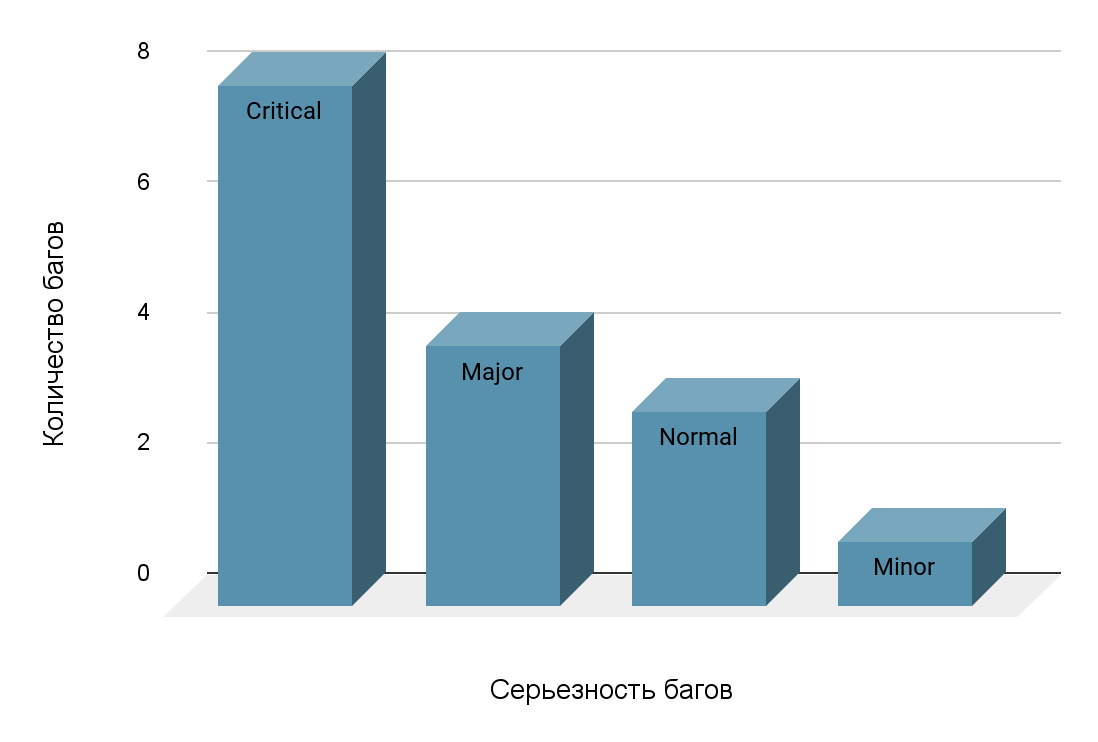 8
6
4
2
0
Количество багов
Critical
Major
Normal
Minor
Серьезность багов